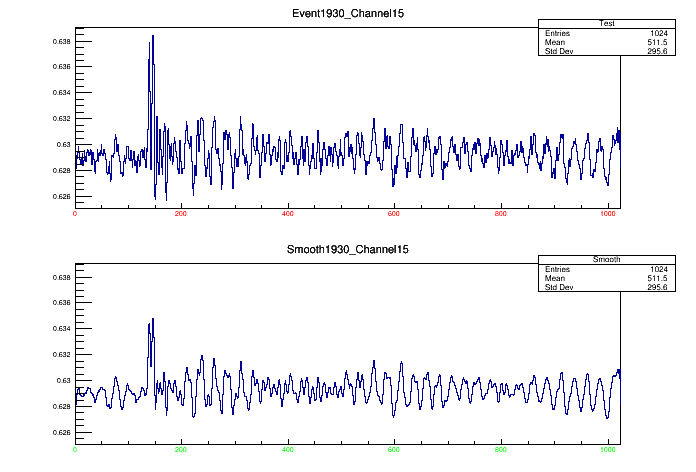 Event1930_Channel15
Test
Entries 1024
Mean 511.5
Std Dev 295.6
0.638
0.636
0.634
0.632
0.63
0.628
0.626
0 200 400 600 800 1000
Smooth1930_Channel15
Smooth
Entries 1024
Mean 511.5
Std Dev 295.6
0.638
0.636
0.634
0.632
0.63
0.628
0.626
0 200 400 600 800 1000